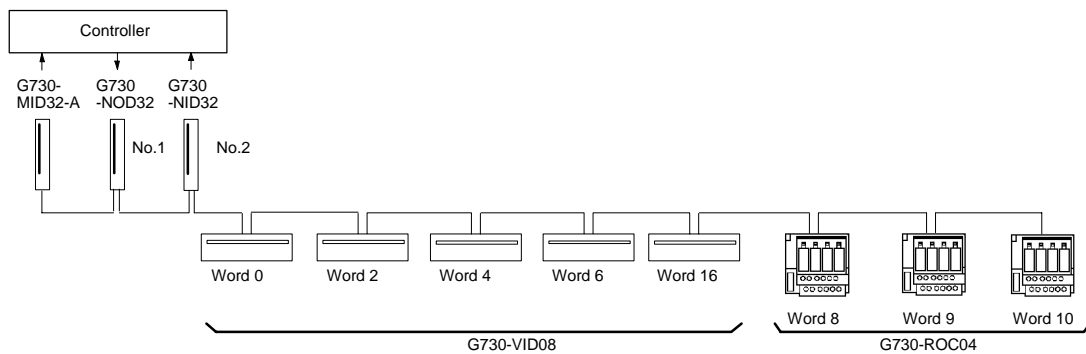 Controller
G730-
MID32-A
G730
-NOD32
G730
-NID32
No.1
No.2
Word 0
Word 2
Word 4
Word 6
Word 16
Word 8
Word 9
Word 10
G730-VID08
G730-ROC04